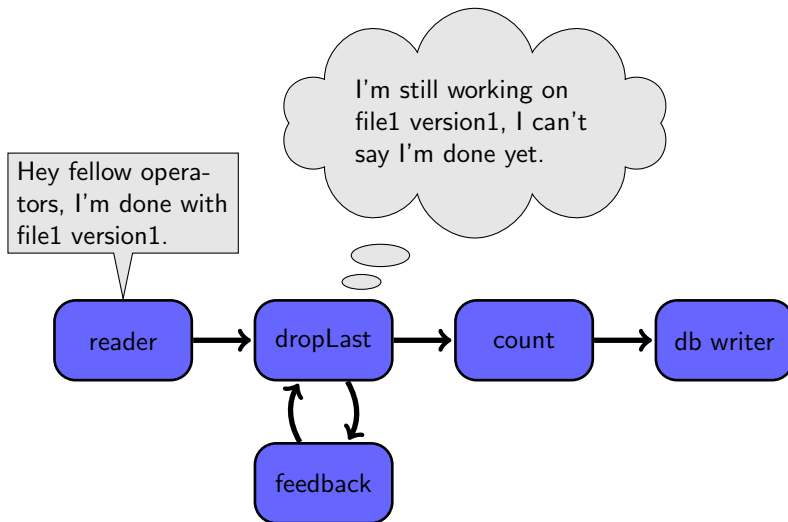 I'm still working on
file1 version1, I can't
say I'm done yet.
Hey fellow opera-
tors, I'm done with
file1 version1.
reader
dropLast
count
db writer
feedback